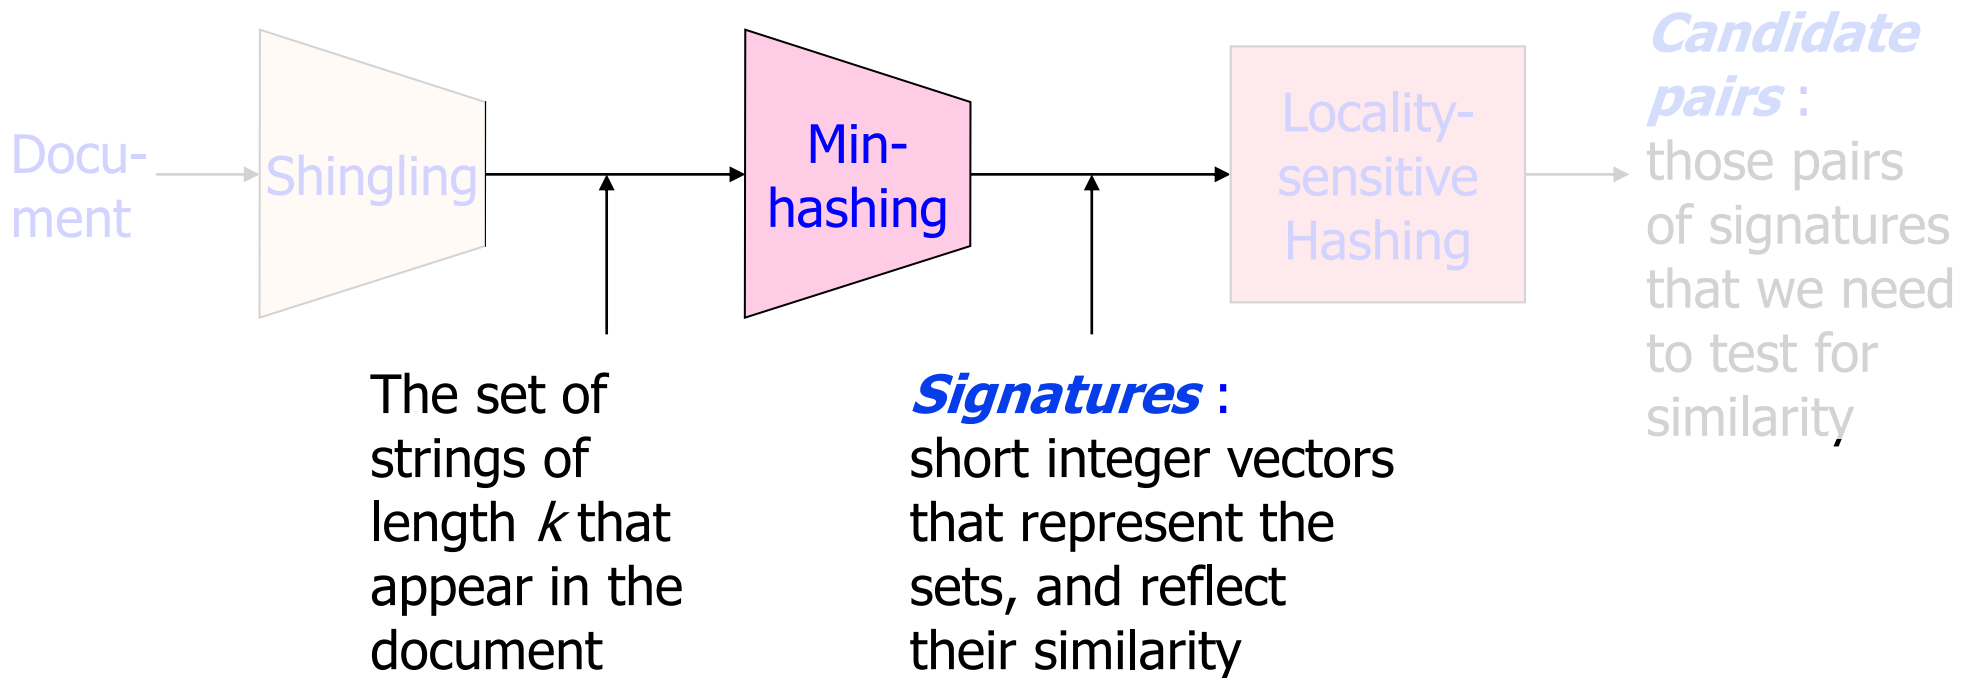 Docu-
ment
Shingling
The set of
strings of
length k that
appear in the
document
Min-
hashing
Signatures :
short integer vectors
that represent the
sets, and reflect
their similarity
Locality-
sensitive
Hashing
Candidate
pairs :
those pairs
of signatures
that we need
to test for
similarity